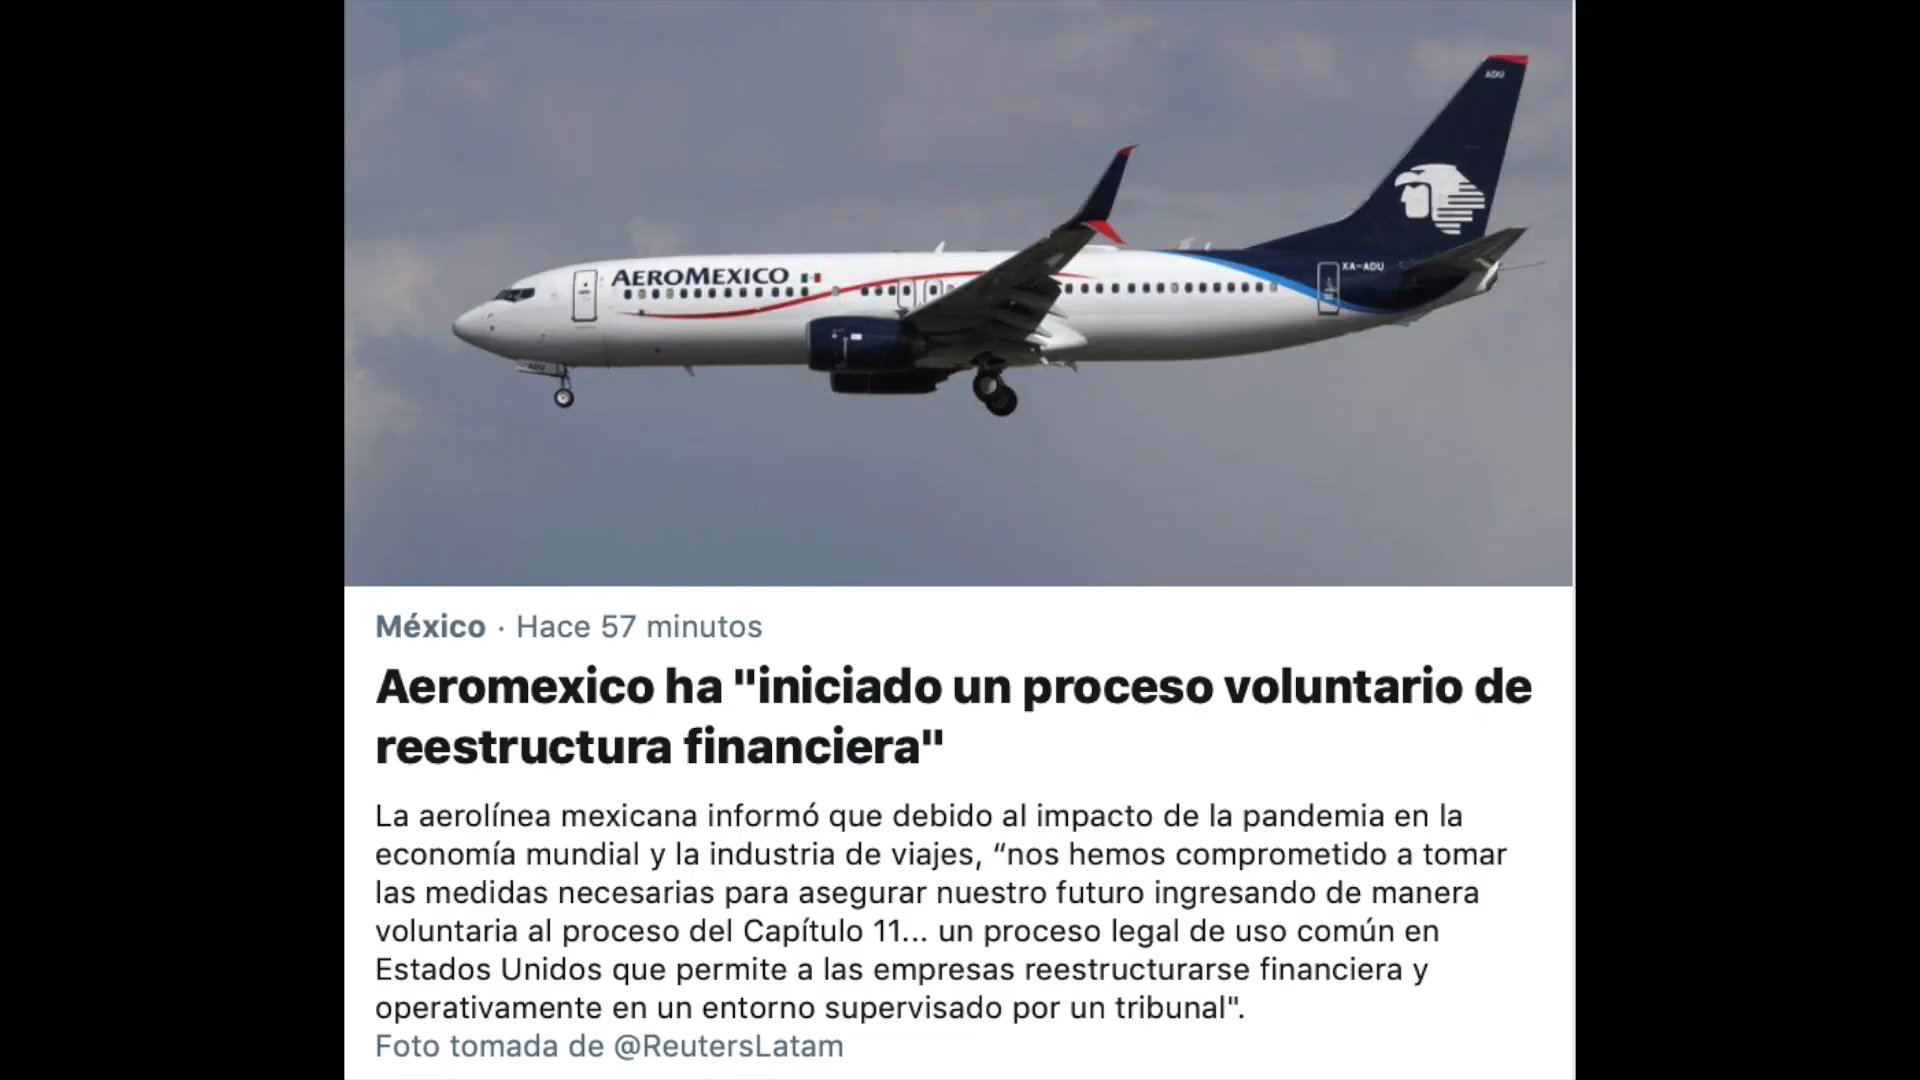 ADU
AEROMEXICO
XA-ADU
México · Hace 57 minutos
Aeromexico ha "iniciado un proceso voluntario de
reestructura financiera"
La aerolínea mexicana informó que debido al impacto de la pandemia en la
economía mundial y la industria de viajes, “nos hemos comprometido a tomar
las medidas necesarias para asegurar nuestro futuro ingresando de manera
voluntaria al proceso del Capítulo 11... un proceso legal de uso común en
Estados Unidos que permite a las empresas reestructurarse financiera y
operativamente en un entorno supervisado por un tribunal".
Foto tomada de @ReutersLatam